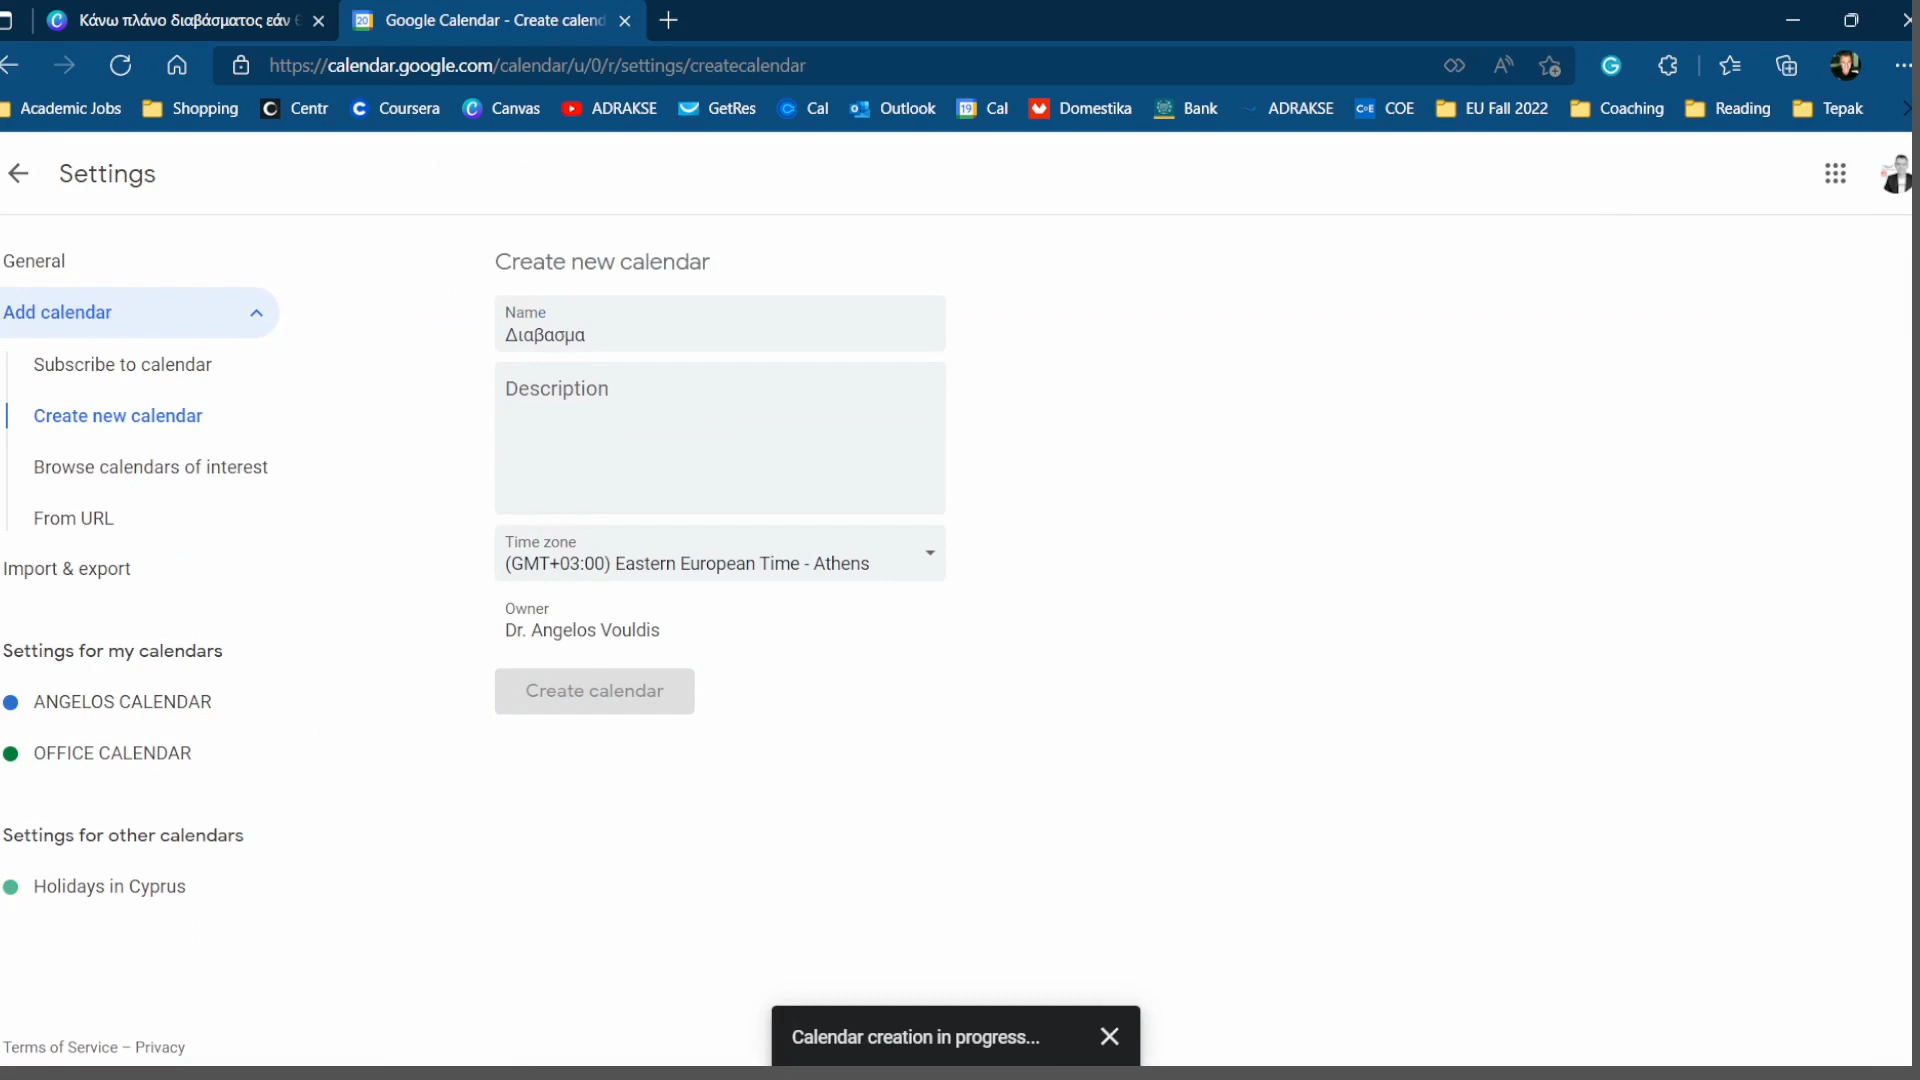 Κάνω πλάνο διαβάσματος εάν
20 Google Calendar - Create calend
https://calendar.google.com/calendar/u/0/r/settings/createcalendar
Academic Jobs Shopping Centr Coursera Canvas ADRAKSE GetRes Cal Outlook 19 Cal Domestika Bank ADRAKSE COE EU Fall 2022 Coaching Reading Tepak
Settings
General
Add calendar
Subscribe to calendar
Create new calendar
Browse calendars of interest
From URL
Import & export
Settings for my calendars
ANGELOS CALENDAR
OFFICE CALENDAR
Settings for other calendars
Holidays in Cyprus
Terms of Service – Privacy
Create new calendar
Name
Διαβασμα
Description
Time zone
(GMT+03:00) Eastern European Time - Athens
Owner
Dr. Angelos Vouldis
Create calendar
Calendar creation in progress...